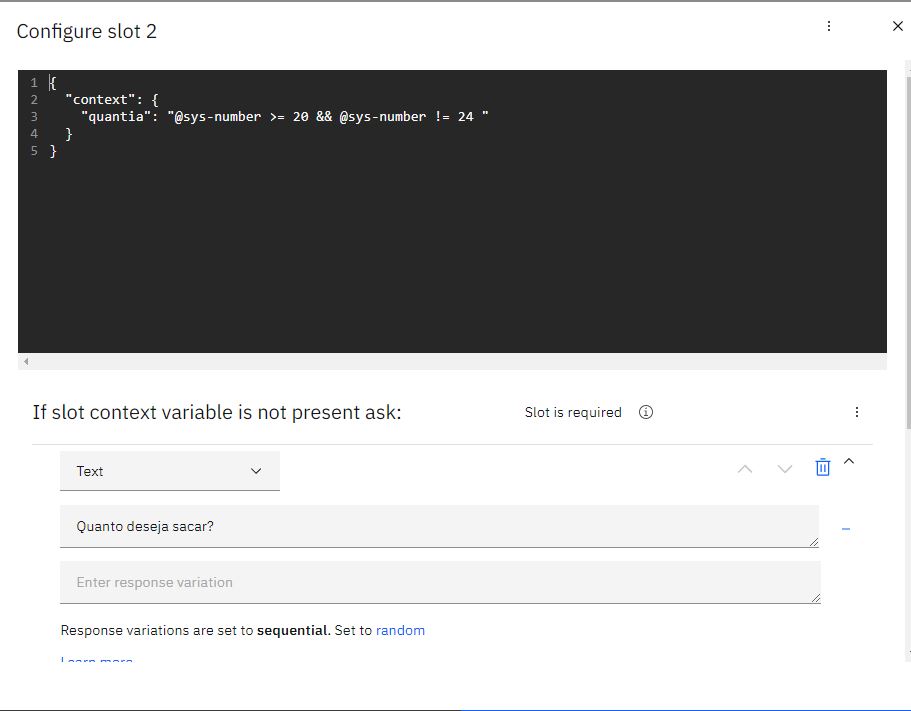 Configure slot 2
1 {
2   "context": {
3     "quantia": "@sys-number >= 20 && @sys-number != 24 "
4   }
5 }
If slot context variable is not present ask: Slot is required
Text
Quanto deseja sacar?
Enter response variation
Response variations are set to sequential. Set to random
Learn more